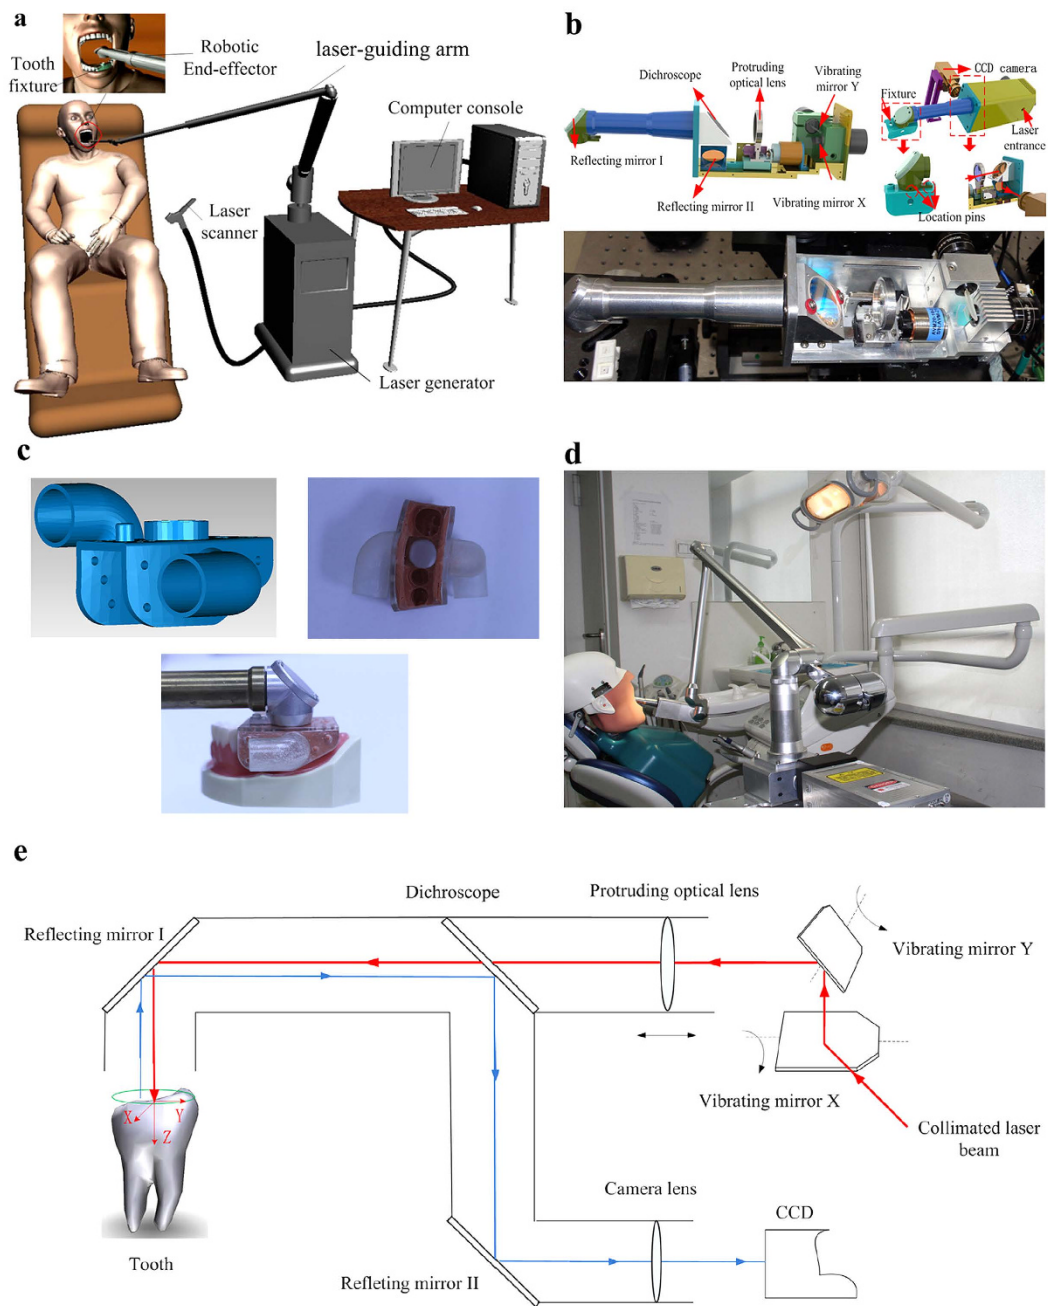 a
Robotic
End-effector
Tooth
fixture
laser-guiding arm
Computer console
Laser
scanner
Laser generator
b
Dichroscope
Protruding
optical lens
Vibrating
mirror Y
CCD camera
Fixture
Laser
entrance
Reflecting mirror I
Reflecting mirror II
Vibrating mirror X
Location pins
c
d
e
Dichroscope
Protruding optical lens
Reflecting mirror I
Vibrating mirror Y
Vibrating mirror X
Collimated laser
beam
X
Y
Z
Camera lens
CCD
Tooth
Refleting mirror II